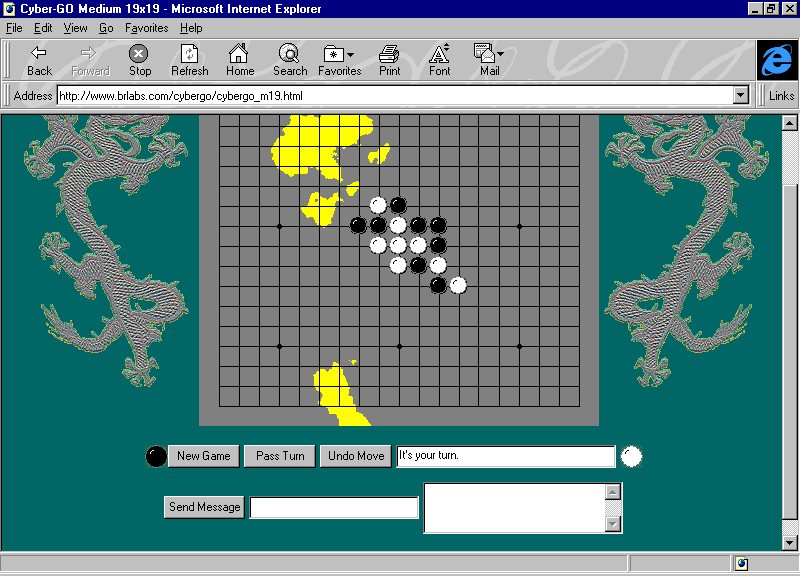 Cyber-GO Medium 19x19 - Microsoft Internet Explorer
File Edit View Go Favorites Help
Back Forward Stop Refresh Home Search Favorites Print Font Mail
Address http://www.brlabs.com/cybergo/cybergo_m19.html Links
New Game Pass Turn Undo Move It's your turn.
Send Message